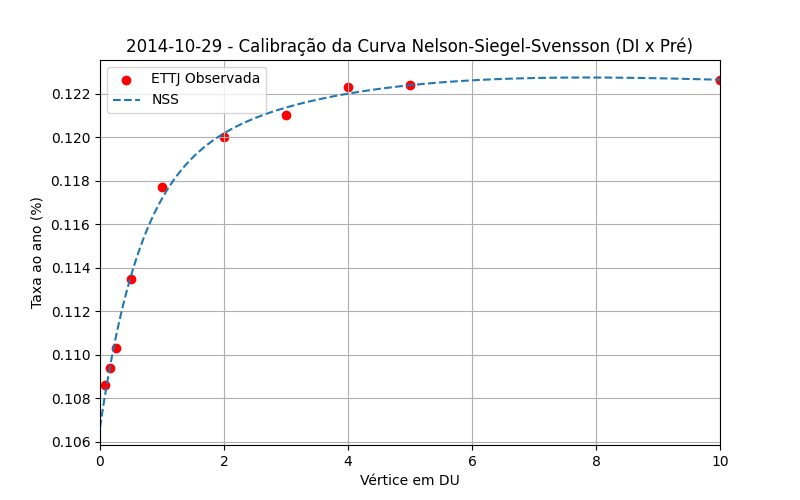 2014-10-29 - Calibração da Curva Nelson-Siegel-Svensson (DI x Pré)
ETTJ Observada
NSS
Taxa ao ano (%)
0.122
0.120
0.118
0.116
0.114
0.112
0.110
0.108
0.106
0 2 4 6 8 10
Vértice em DU